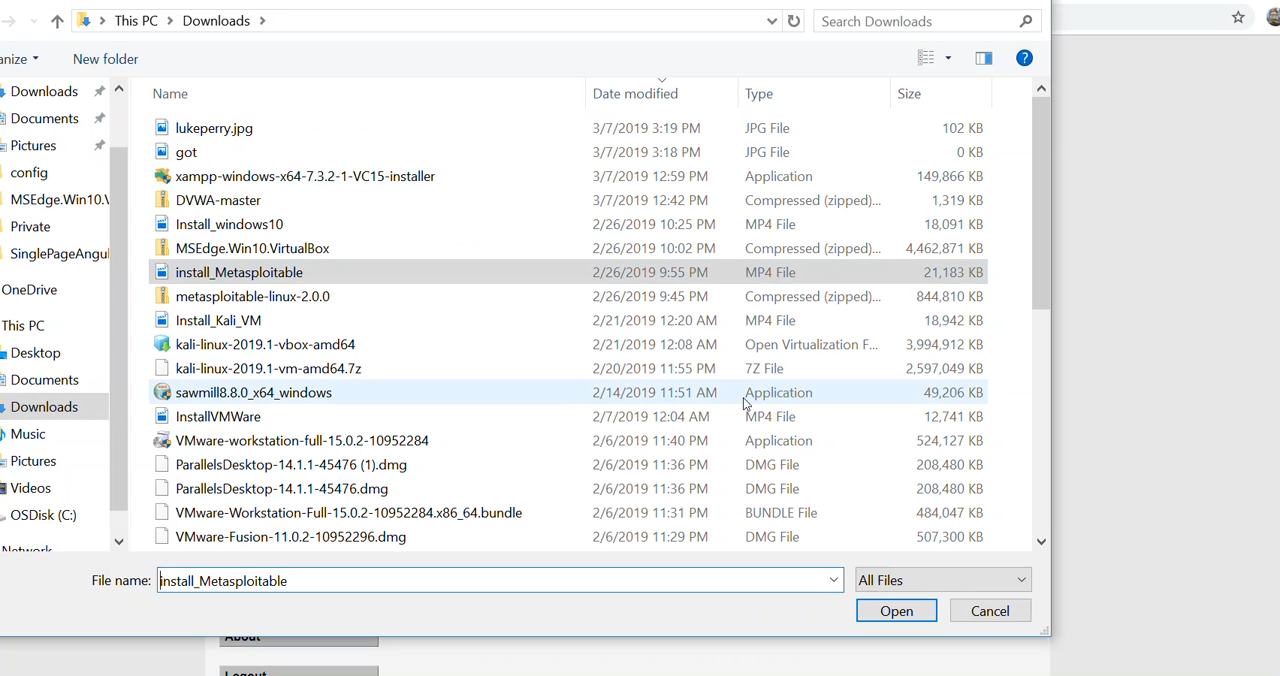 This PC > Downloads >
Search Downloads
anize
New folder
Downloads
Documents
Pictures
config
MSEdge.Win10.V
Private
SinglePageAngul
OneDrive
This PC
Desktop
Documents
Downloads
Music
Pictures
Videos
OSDisk (C:)
Network
Name Date modified Type Size
lukeperry.jpg 3/7/2019 3:19 PM JPG File 102 KB
got 3/7/2019 3:18 PM JPG File 0 KB
xampp-windows-x64-7.3.2-1-VC15-installer 3/7/2019 12:59 PM Application 149,866 KB
DVWA-master 3/7/2019 12:42 PM Compressed (zipped)... 1,319 KB
Install_windows10 2/26/2019 10:25 PM MP4 File 18,091 KB
MSEdge.Win10.VirtualBox 2/26/2019 10:02 PM Compressed (zipped)... 4,462,871 KB
install_Metasploitable 2/26/2019 9:55 PM MP4 File 21,183 KB
metasploitable-linux-2.0.0 2/26/2019 9:45 PM Compressed (zipped)... 844,810 KB
Install_Kali_VM 2/21/2019 12:20 AM MP4 File 18,942 KB
kali-linux-2019.1-vbox-amd64 2/21/2019 12:08 AM Open Virtualization F... 3,994,912 KB
kali-linux-2019.1-vm-amd64.7z 2/20/2019 11:55 PM 7Z File 2,597,049 KB
sawmill8.8.0_x64_windows 2/14/2019 11:51 AM Application 49,206 KB
InstallVMWare 2/7/2019 12:04 AM MP4 File 12,741 KB
VMware-workstation-full-15.0.2-10952284 2/6/2019 11:40 PM Application 524,127 KB
ParallelsDesktop-14.1.1-45476 (1).dmg 2/6/2019 11:36 PM DMG File 208,480 KB
ParallelsDesktop-14.1.1-45476.dmg 2/6/2019 11:36 PM DMG File 208,480 KB
VMware-Workstation-Full-15.0.2-10952284.x86_64.bundle 2/6/2019 11:31 PM BUNDLE File 484,047 KB
VMware-Fusion-11.0.2-10952296.dmg 2/6/2019 11:29 PM DMG File 507,300 KB
File name: install_Metasploitable
All Files
Open
Cancel
About
Logout